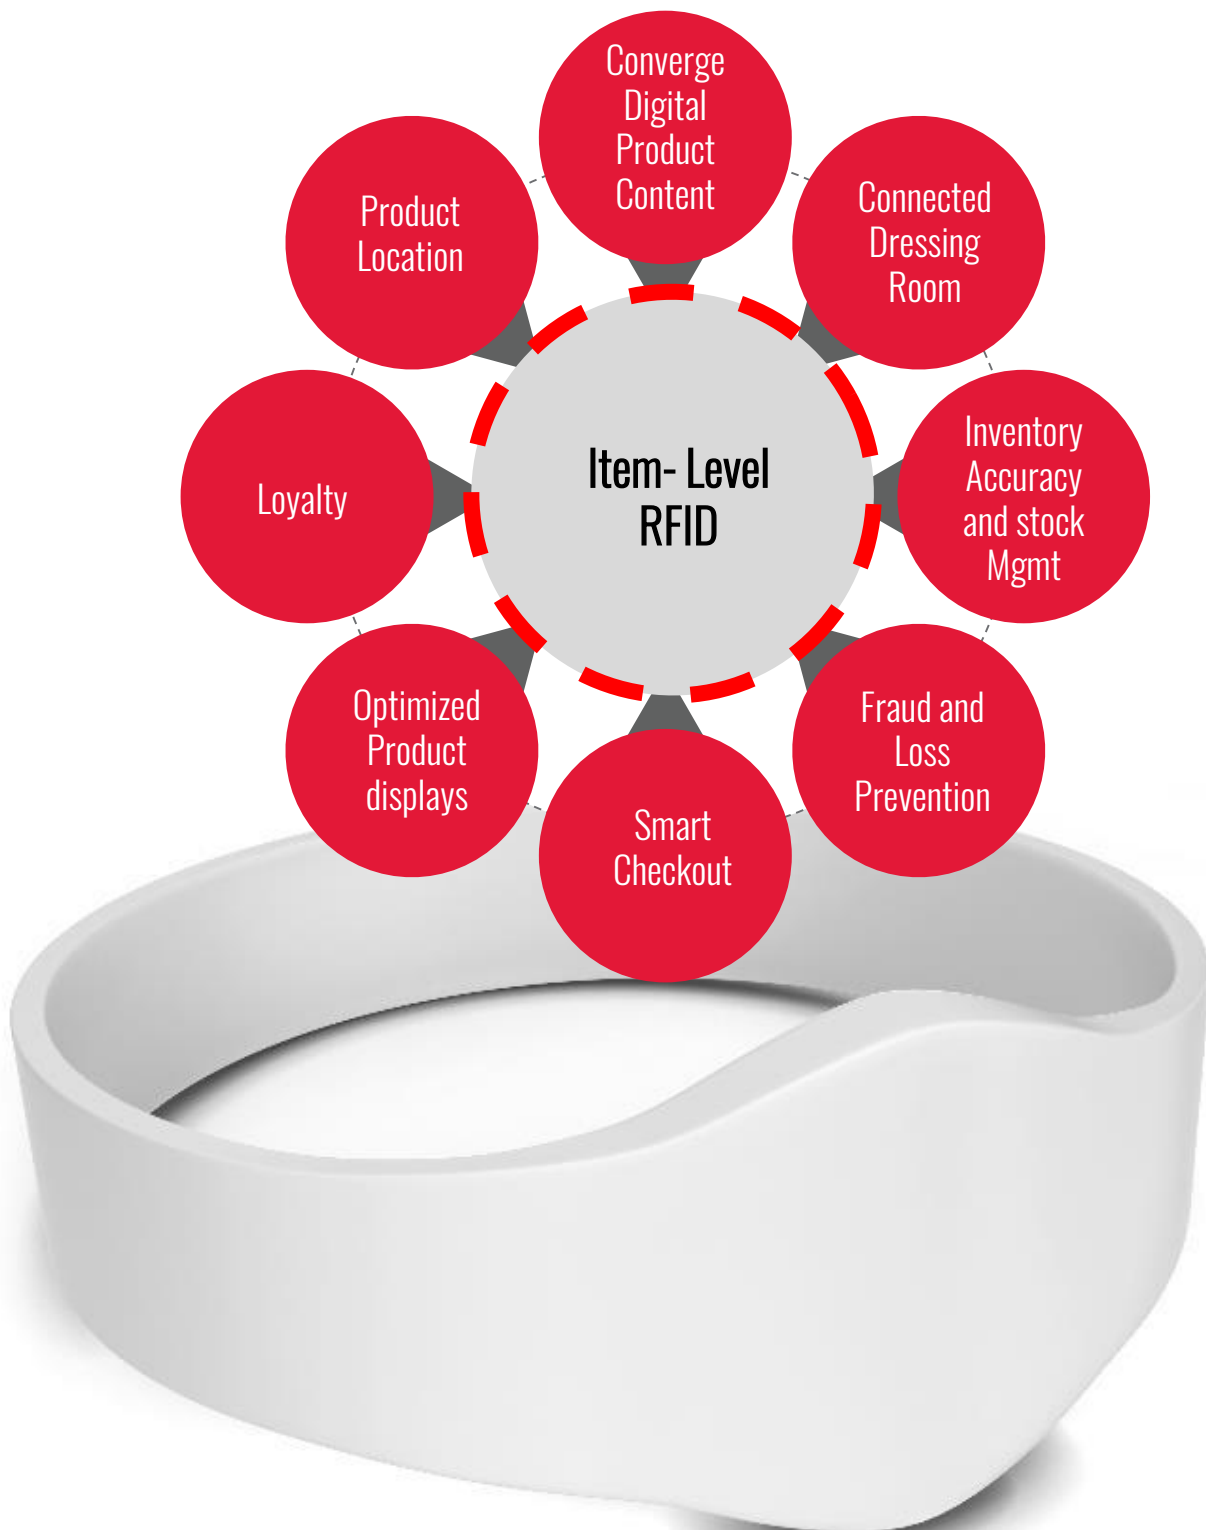 Converge
Digital
Product
Content
Connected
Dressing
Room
Inventory
Accuracy
and stock
Mgmt
Fraud and
Loss
Prevention
Smart
Checkout
Optimized
Product
displays
Loyalty
Product
Location
Item- Level
RFID